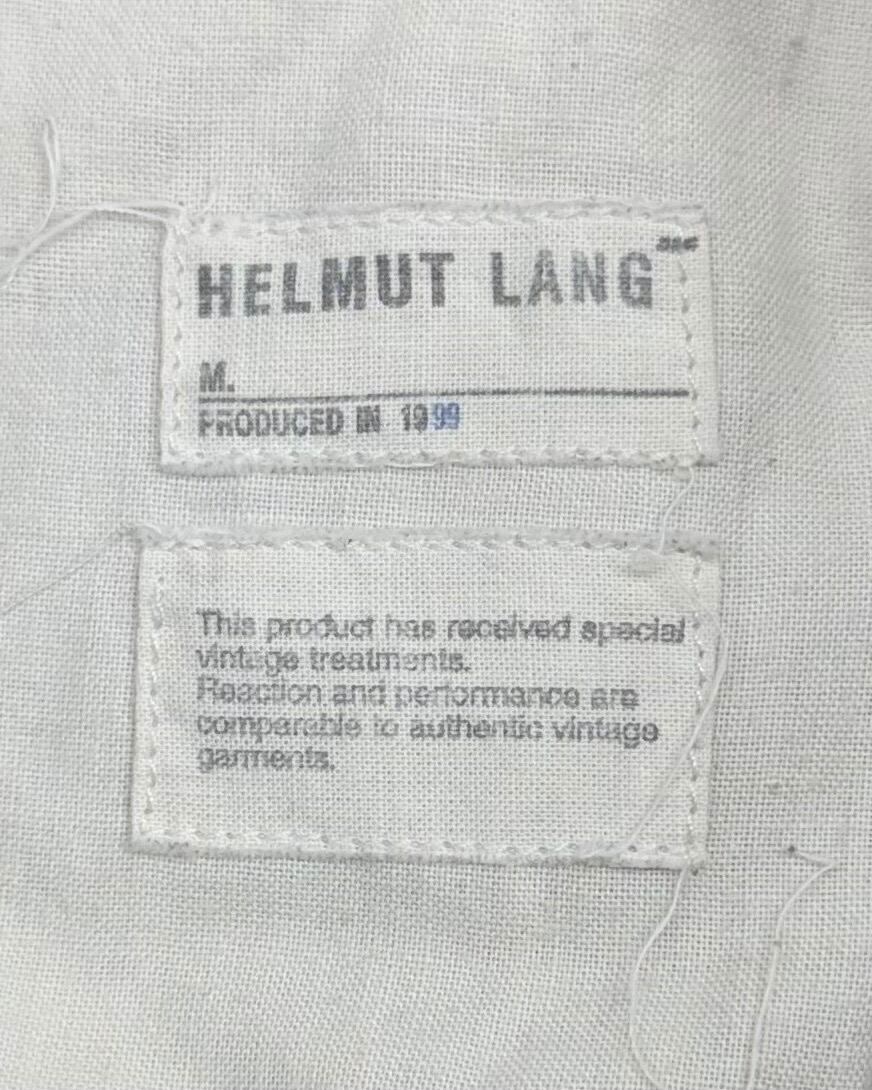 HELMUT LANG
M.
PRODUCED IN 1999
This product has received special
vintage treatments.
Reaction and performance are
comparable to authentic vintage
garments.